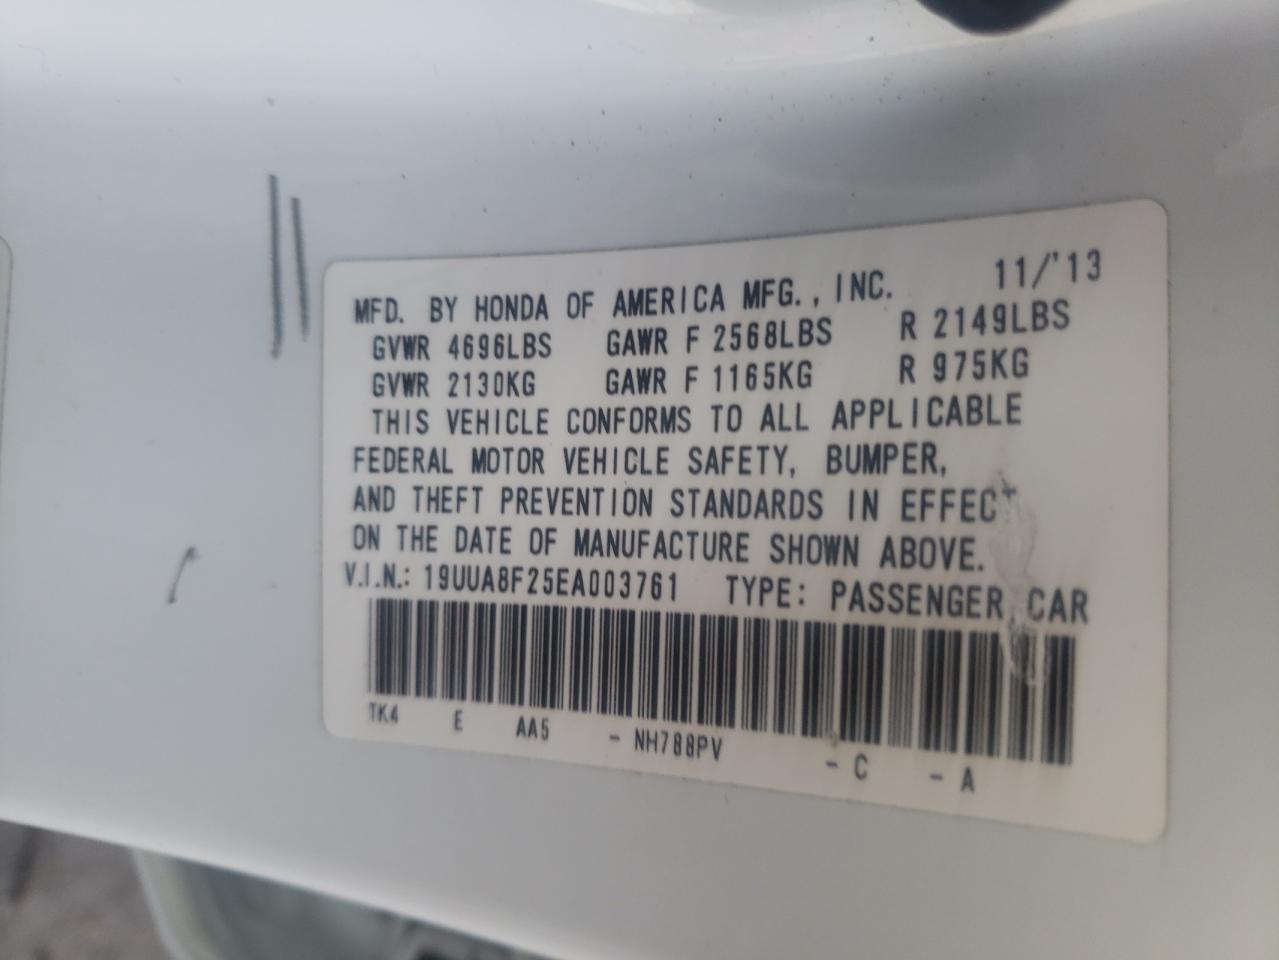 MFD. BY HONDA OF AMERICA MFG., INC. 11/'13
GVWR 4696LBS GAWR F 2568LBS R 2149LBS
GVWR 2130KG GAWR F 1165KG R 975KG
THIS VEHICLE CONFORMS TO ALL APPLICABLE
FEDERAL MOTOR VEHICLE SAFETY, BUMPER,
AND THEFT PREVENTION STANDARDS IN EFFECT
ON THE DATE OF MANUFACTURE SHOWN ABOVE.
V.I.N.: 19UUA8F25EA003761 TYPE: PASSENGER CAR
TK4 E AA5 - NH788PV - C - A